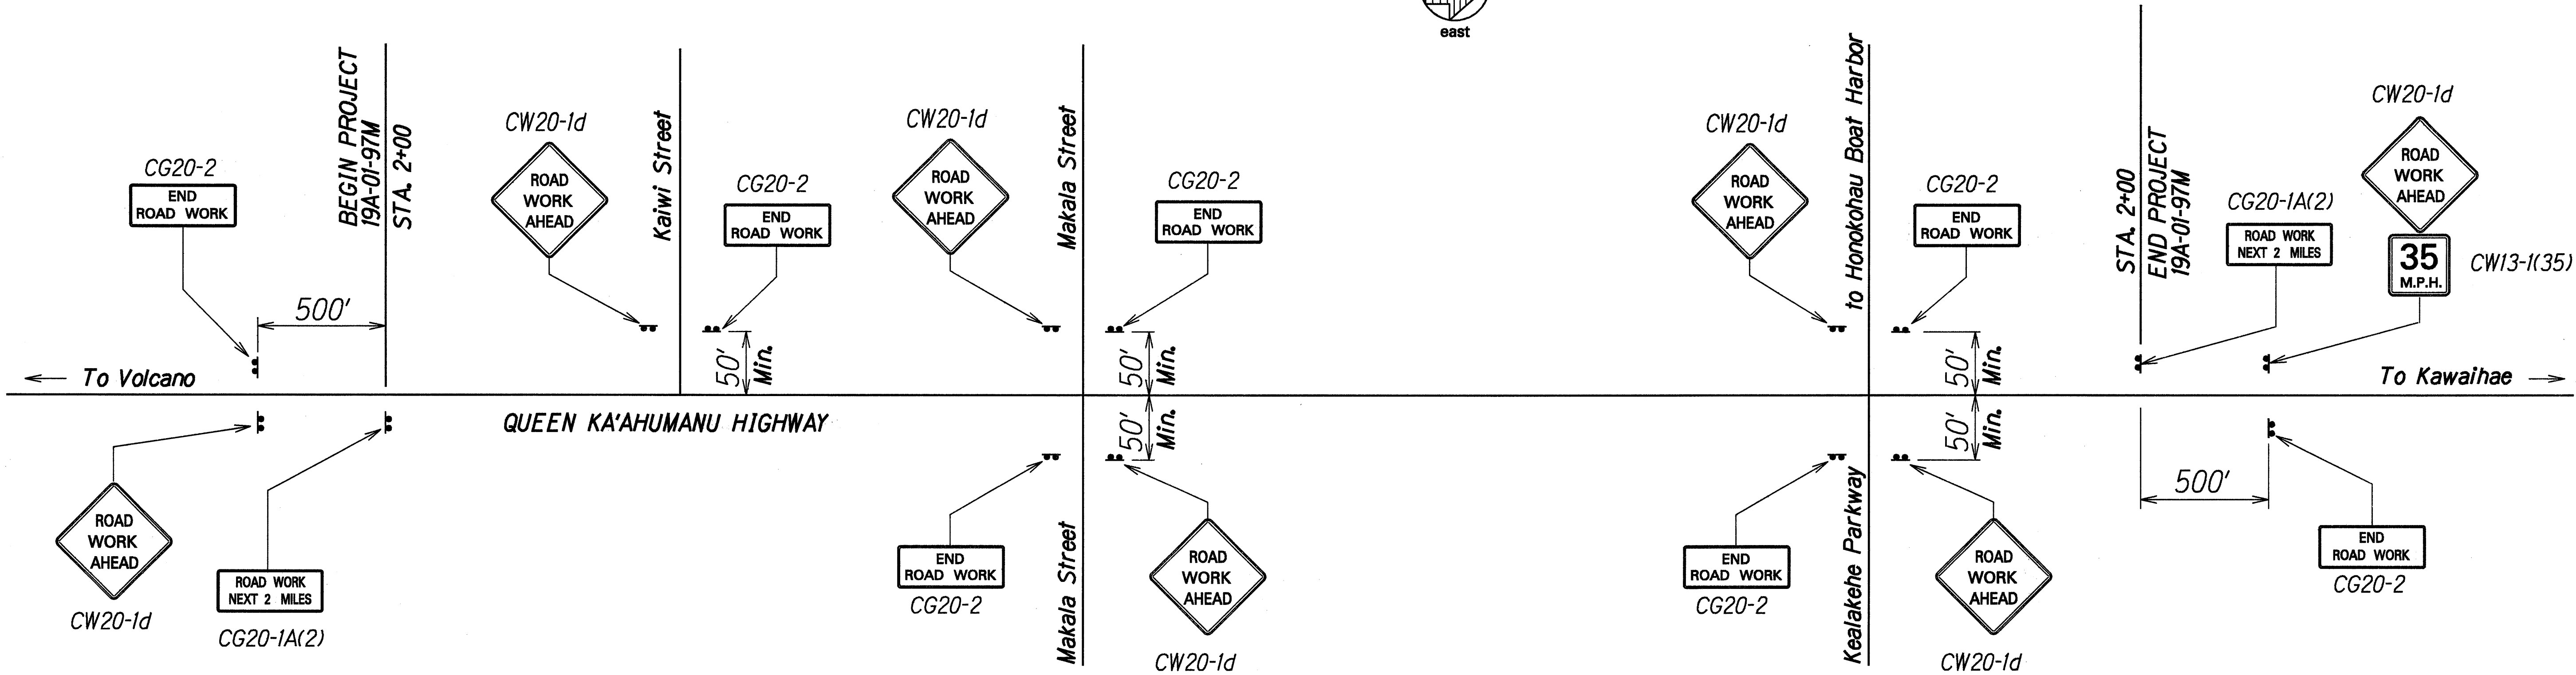 east
BEGIN PROJECT
19A-01-97M
STA. 2+00
CG20-2
END
ROAD WORK
500'
CW20-1d
ROAD
WORK
AHEAD
Kaiwi Street
CG20-2
END
ROAD WORK
50'
Min.
CW20-1d
ROAD
WORK
AHEAD
Makala Street
CG20-2
END
ROAD WORK
50'
Min.
CW20-1d
ROAD
WORK
AHEAD
to Honokohau Boat Harbor
CG20-2
END
ROAD WORK
50'
Min.
STA. 2+00
END PROJECT
19A-01-97M
CG20-1A(2)
ROAD WORK
NEXT 2 MILES
CW20-1d
ROAD
WORK
AHEAD
35
M.P.H.
CW13-1(35)
To Volcano
To Kawaihae
QUEEN KA'AHUMANU HIGHWAY
ROAD
WORK
AHEAD
CW20-1d
ROAD WORK
NEXT 2 MILES
CG20-1A(2)
END
ROAD WORK
CG20-2
Makala Street
50'
Min.
ROAD
WORK
AHEAD
CW20-1d
END
ROAD WORK
CG20-2
Kealakehe Parkway
50'
Min.
ROAD
WORK
AHEAD
CW20-1d
500'
END
ROAD WORK
CG20-2